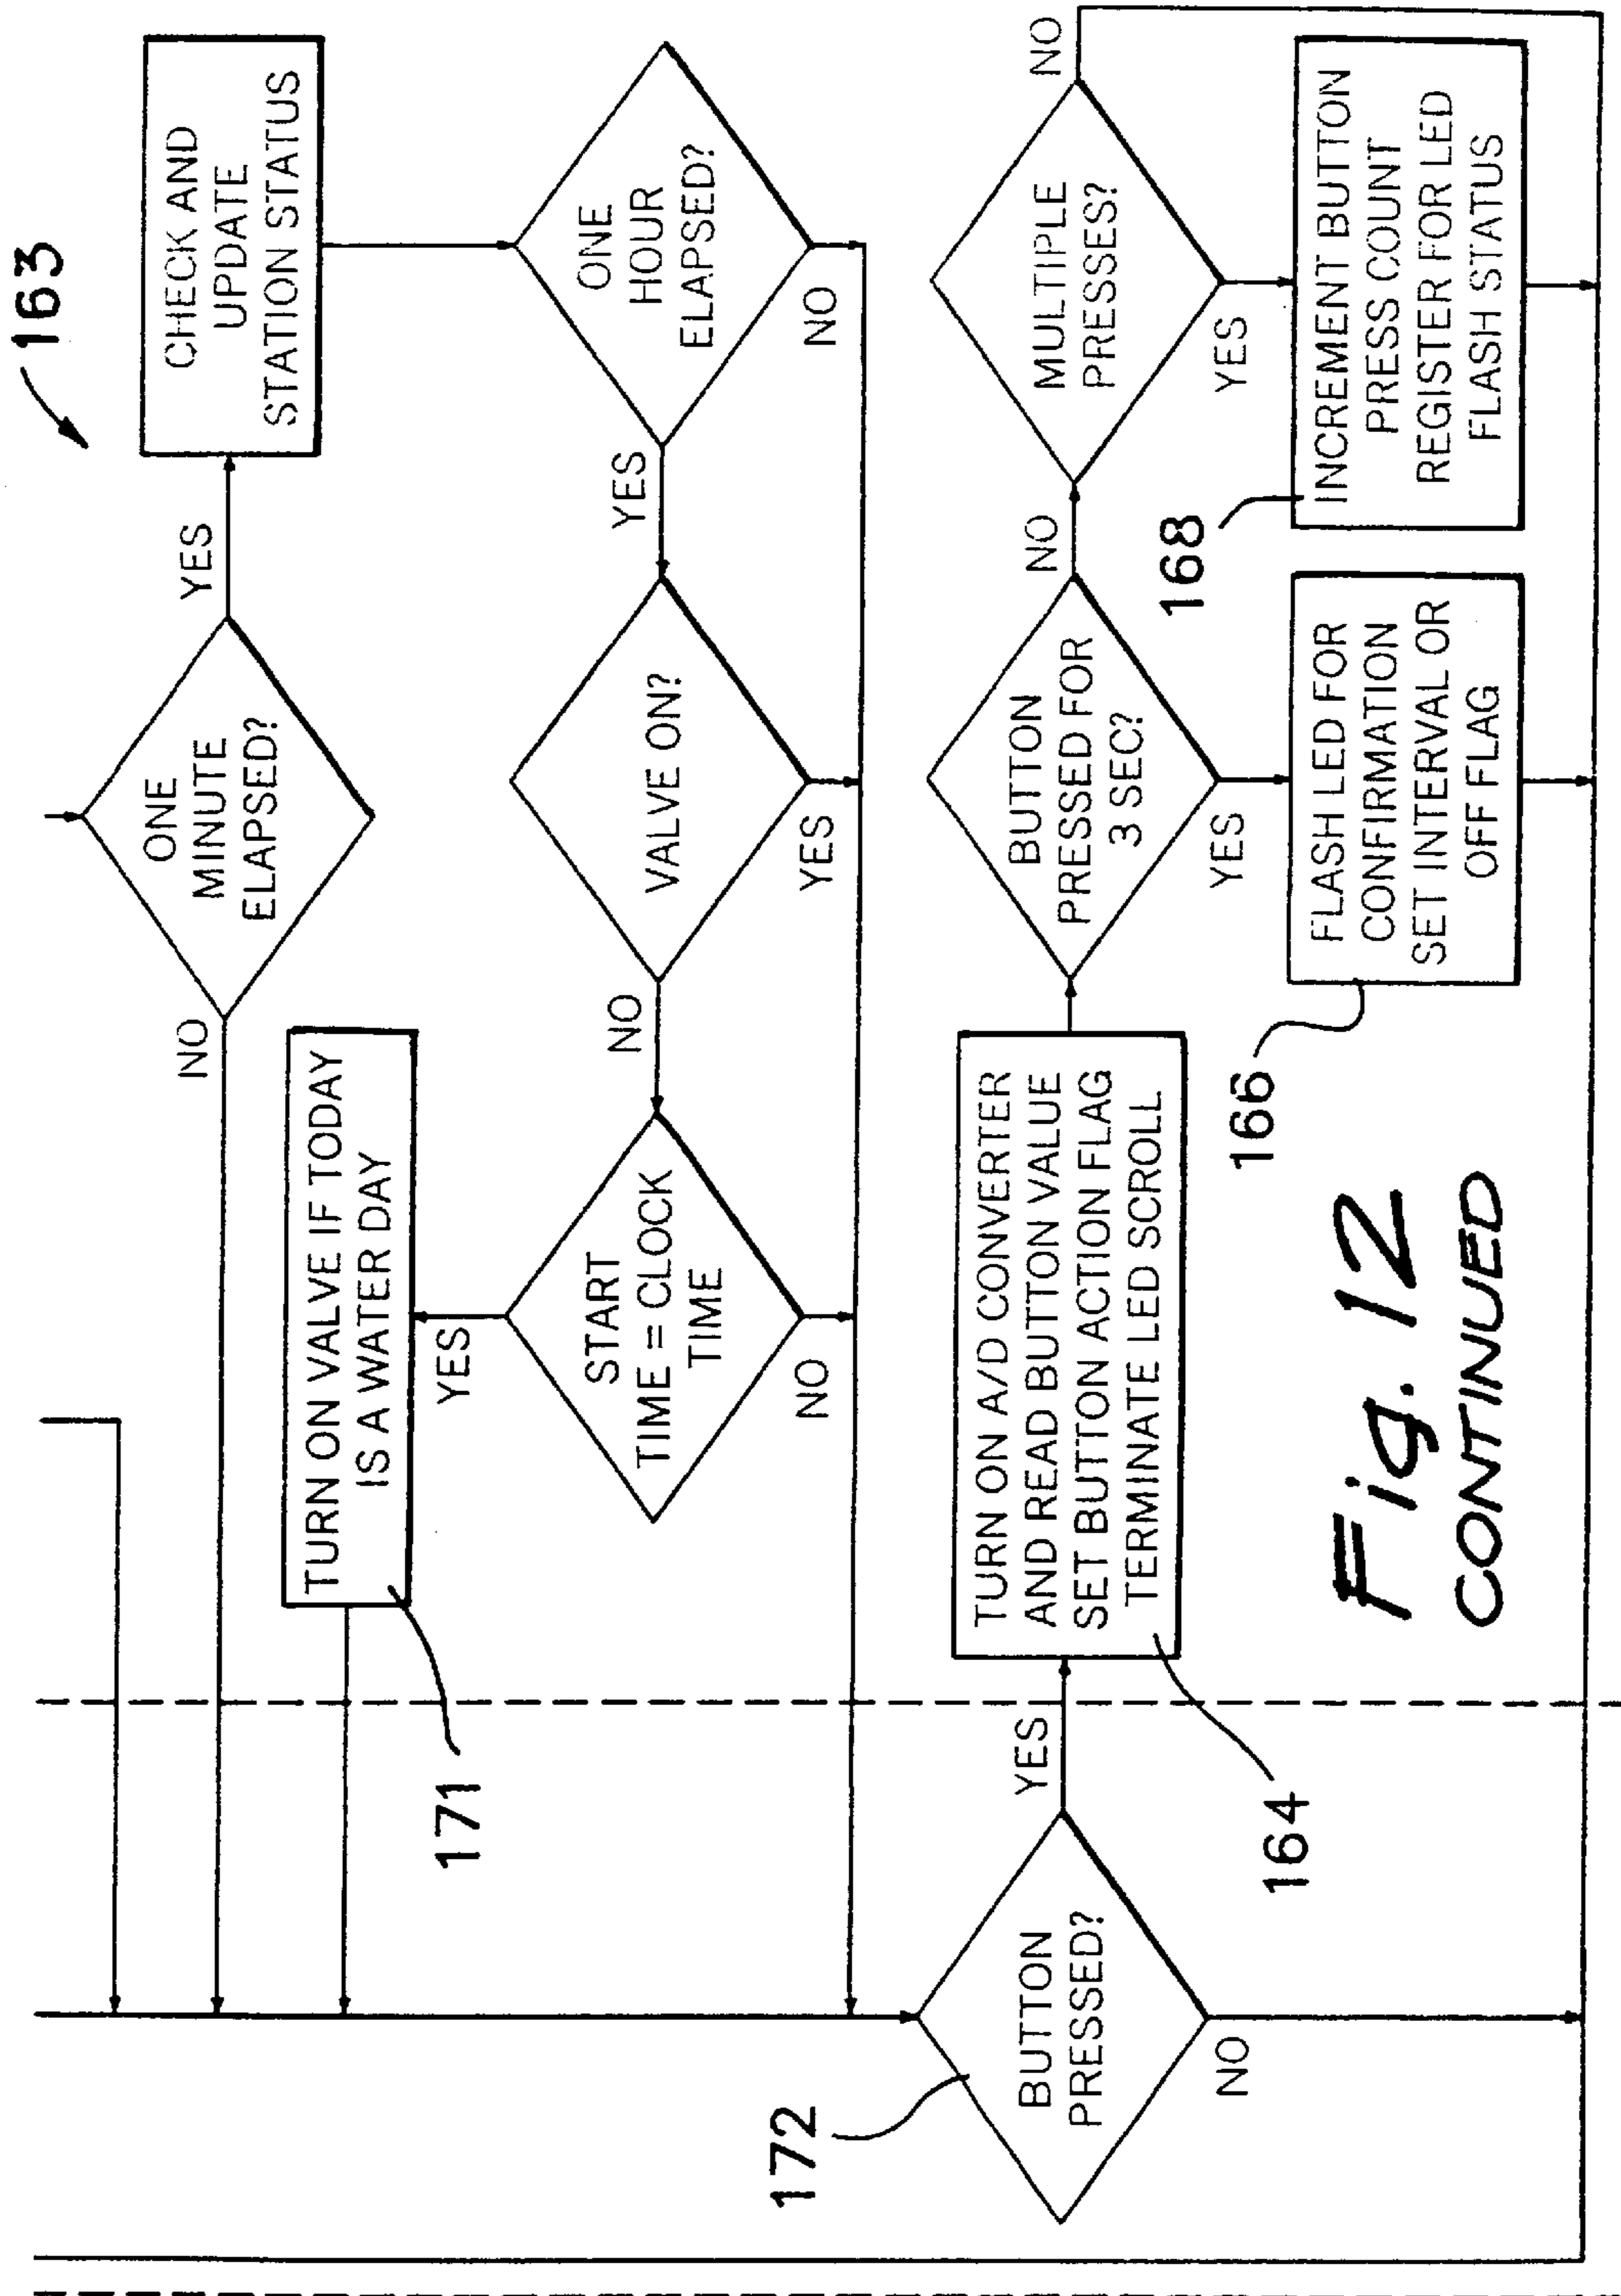 163
ONE
MINUTE
ELAPSED?
NO
YES
CHECK AND
UPDATE
STATION STATUS
TURN ON VALVE IF TODAY
IS A WATER DAY
171
YES
START
TIME = CLOCK
TIME
NO
NO
VALVE ON?
YES
YES
ONE
HOUR
ELAPSED?
NO
172
BUTTON
PRESSED?
NO
YES
TURN ON A/D CONVERTER
AND READ BUTTON VALUE
SET BUTTON ACTION FLAG
TERMINATE LED SCROLL
164
BUTTON
PRESSED FOR
3 SEC?
YES
NO
MULTIPLE
PRESSES?
NO
YES
166
FLASH LED FOR
CONFIRMATION
SET INTERVAL OR
OFF FLAG
168
INCREMENT BUTTON
PRESS COUNT
REGISTER FOR LED
FLASH STATUS
Fig. 12
CONTINUED